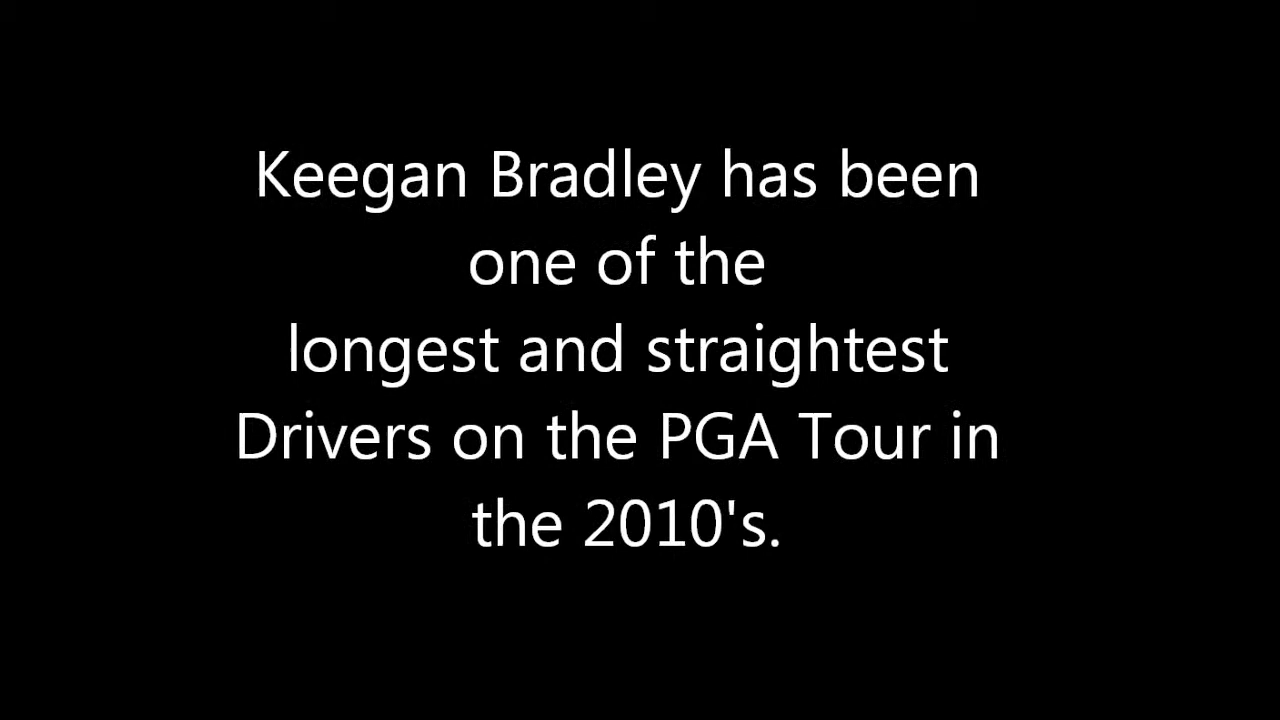 Keegan Bradley has been
one of the
longest and straightest
Drivers on the PGA Tour in
the 2010's.